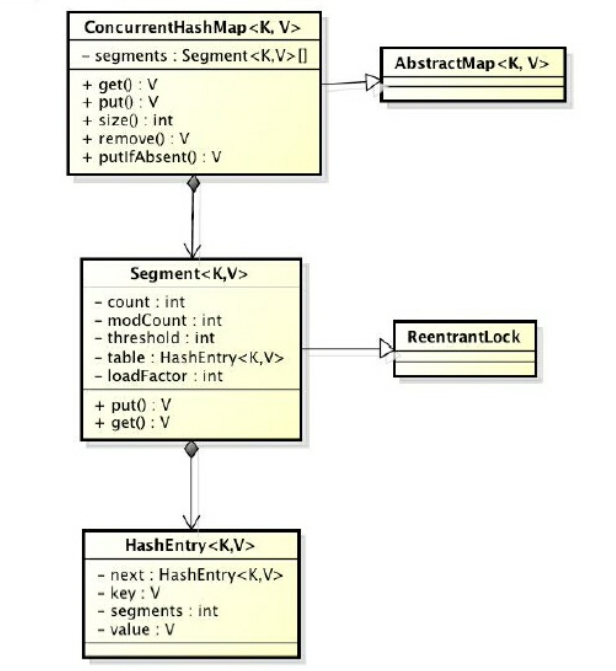 ConcurrentHashMap<K, V>
- segments : Segment<K,V>[]
+ get() : V
+ put() : V
+ size() : int
+ remove() : V
+ putIfAbsent() : V
AbstractMap<K, V>
Segment<K,V>
- count : int
- modCount : int
- threshold : int
- table : HashEntry<K,V>
- loadFactor : int
+ put() : V
+ get() : V
ReentrantLock
HashEntry<K,V>
- next : HashEntry<K,V>
- key : V
- segments : int
- value : V